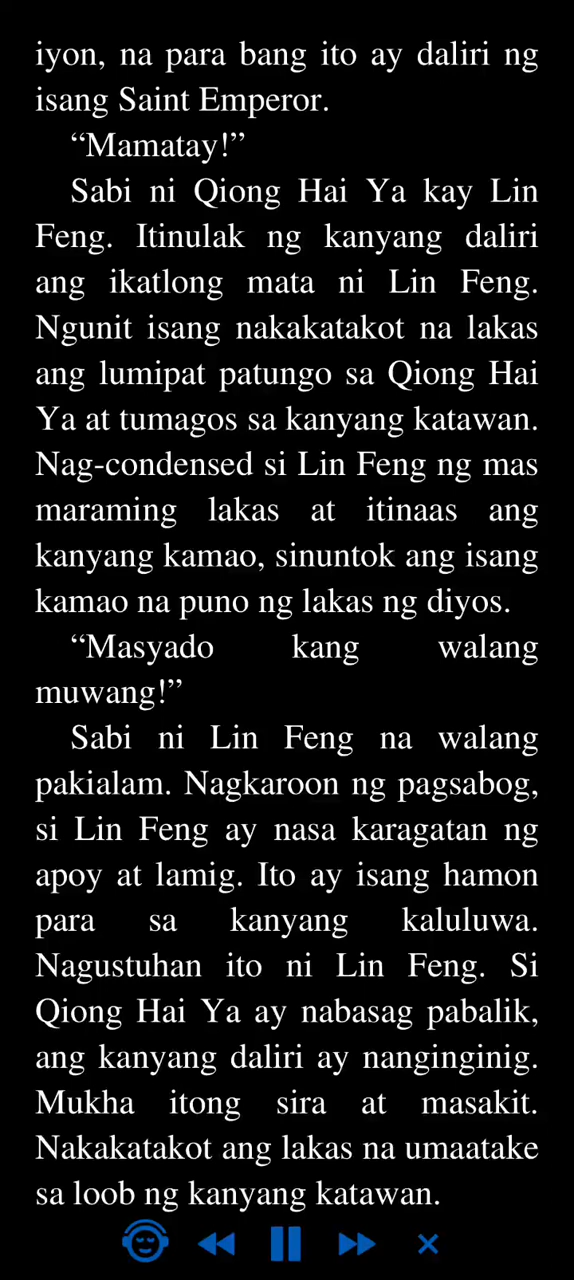 iyon, na para bang ito ay daliri ng
isang Saint Emperor.
“Mamatay!”
Sabi ni Qiong Hai Ya kay Lin
Feng. Itinulak ng kanyang daliri
ang ikatlong mata ni Lin Feng.
Ngunit isang nakakatakot na lakas
ang lumipat patungo sa Qiong Hai
Ya at tumagos sa kanyang katawan.
Nag-condensed si Lin Feng ng mas
maraming lakas at itinaas ang
kanyang kamao, sinuntok ang isang
kamao na puno ng lakas ng diyos.
“Masyado kang walang
muwang!”
Sabi ni Lin Feng na walang
pakialam. Nagkaroon ng pagsabog,
si Lin Feng ay nasa karagatan ng
apoy at lamig. Ito ay isang hamon
para sa kanyang kaluluwa.
Nagustuhan ito ni Lin Feng. Si
Qiong Hai Ya ay nabasag pabalik,
ang kanyang daliri ay nanginginig.
Mukha itong sira at masakit.
Nakakatakot ang lakas na umaatake
sa loob ng kanyang katawan.